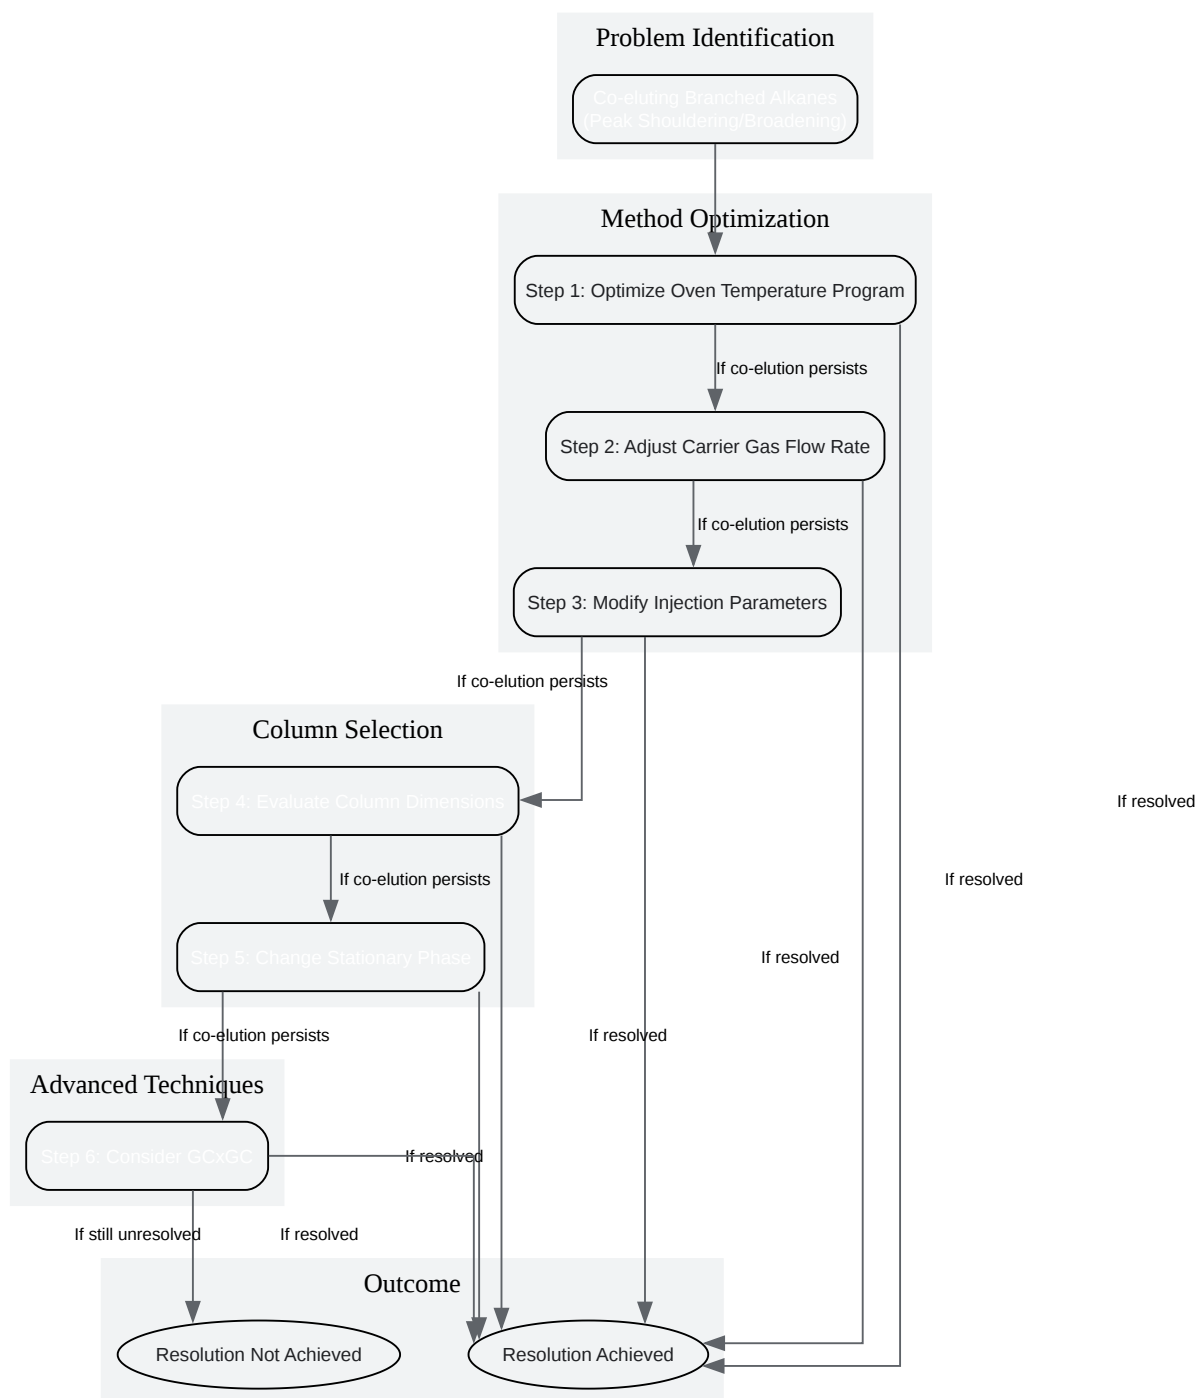 Problem Identification
Co-eluting Branched Alkanes
(Peak Shouldering/Broadening)
Method Optimization
Step 1: Optimize Oven Temperature Program
If co-elution persists
Step 2: Adjust Carrier Gas Flow Rate
If co-elution persists
Step 3: Modify Injection Parameters
If co-elution persists
Column Selection
Step 4: Evaluate Column Dimensions
If resolved
If co-elution persists
If resolved
Step 5: Change Stationary Phase
If resolved
If co-elution persists
If resolved
Advanced Techniques
Step 6: Consider GCxGC
If resolved
If still unresolved
If resolved
Outcome
Resolution Not Achieved
Resolution Achieved